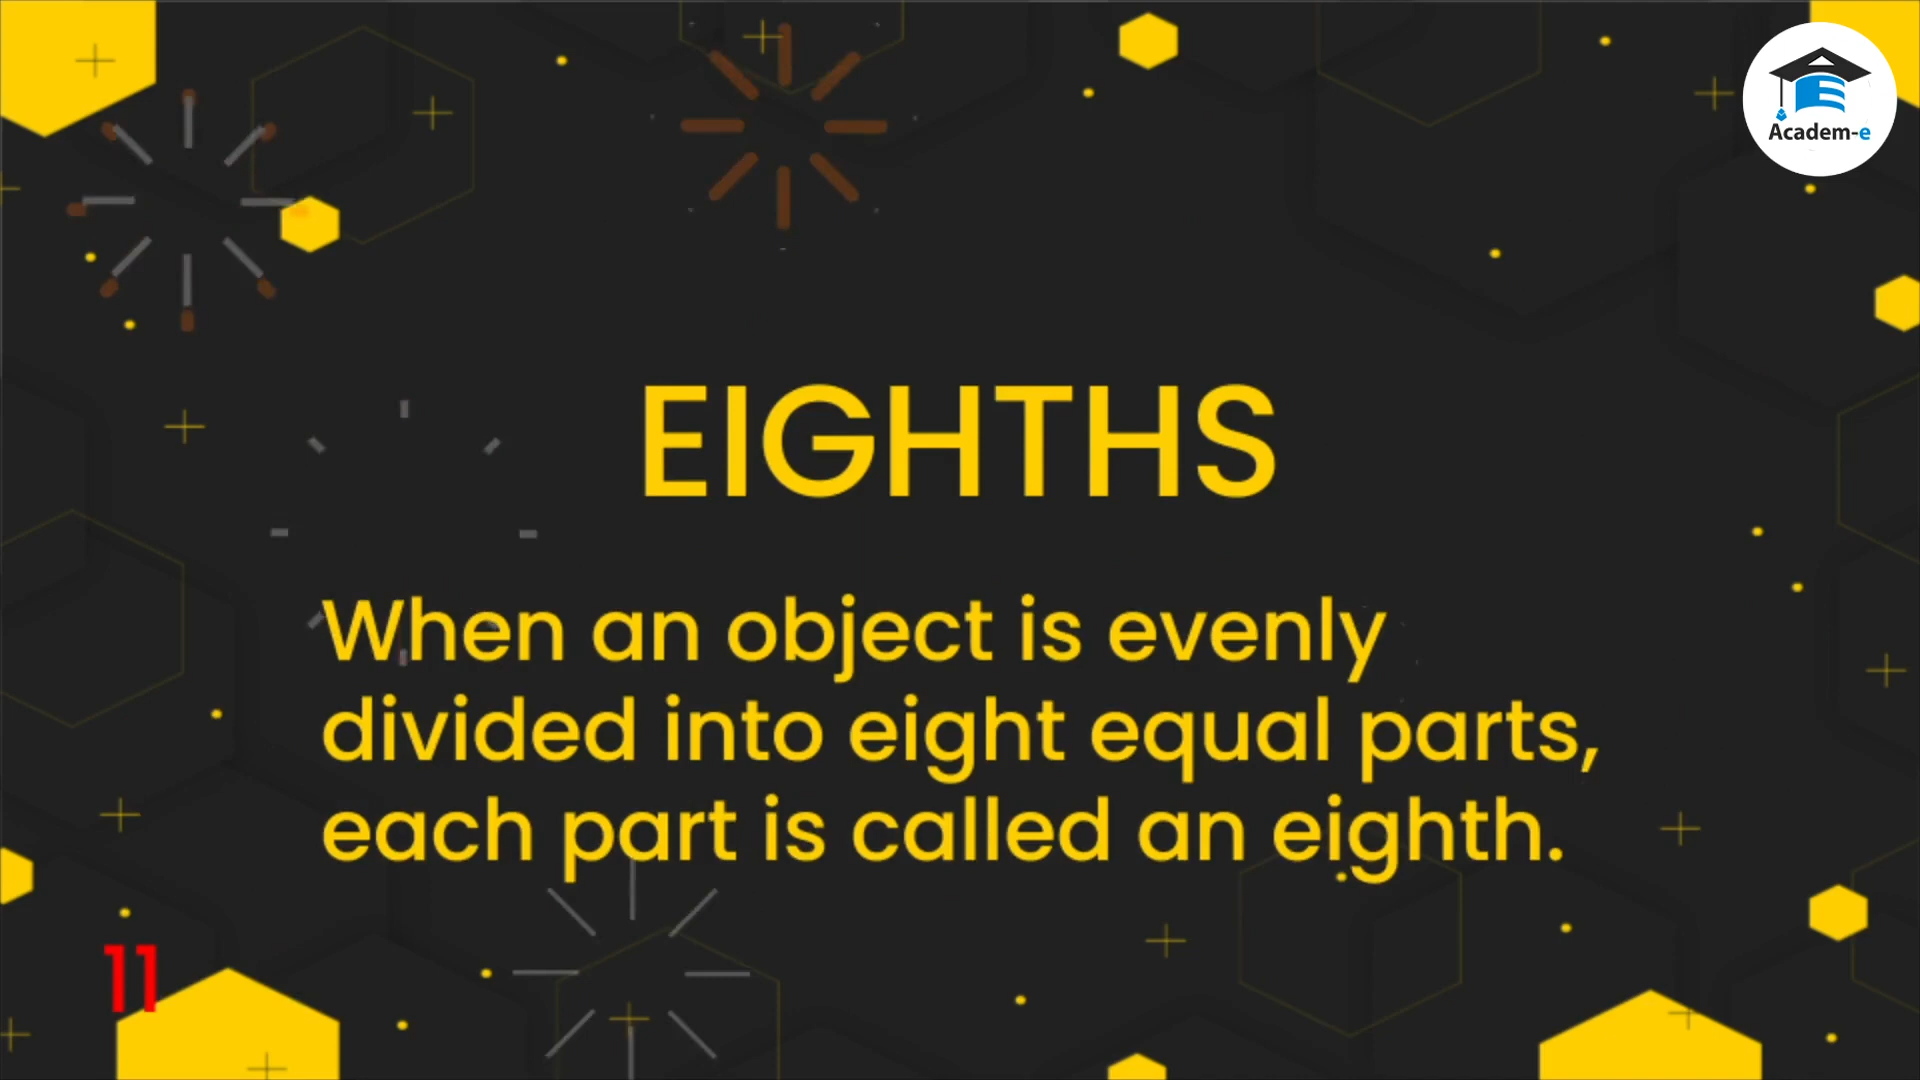 Academ-e
EIGHTHS
When an object is evenly
divided into eight equal parts,
each part is called an eighth.
11